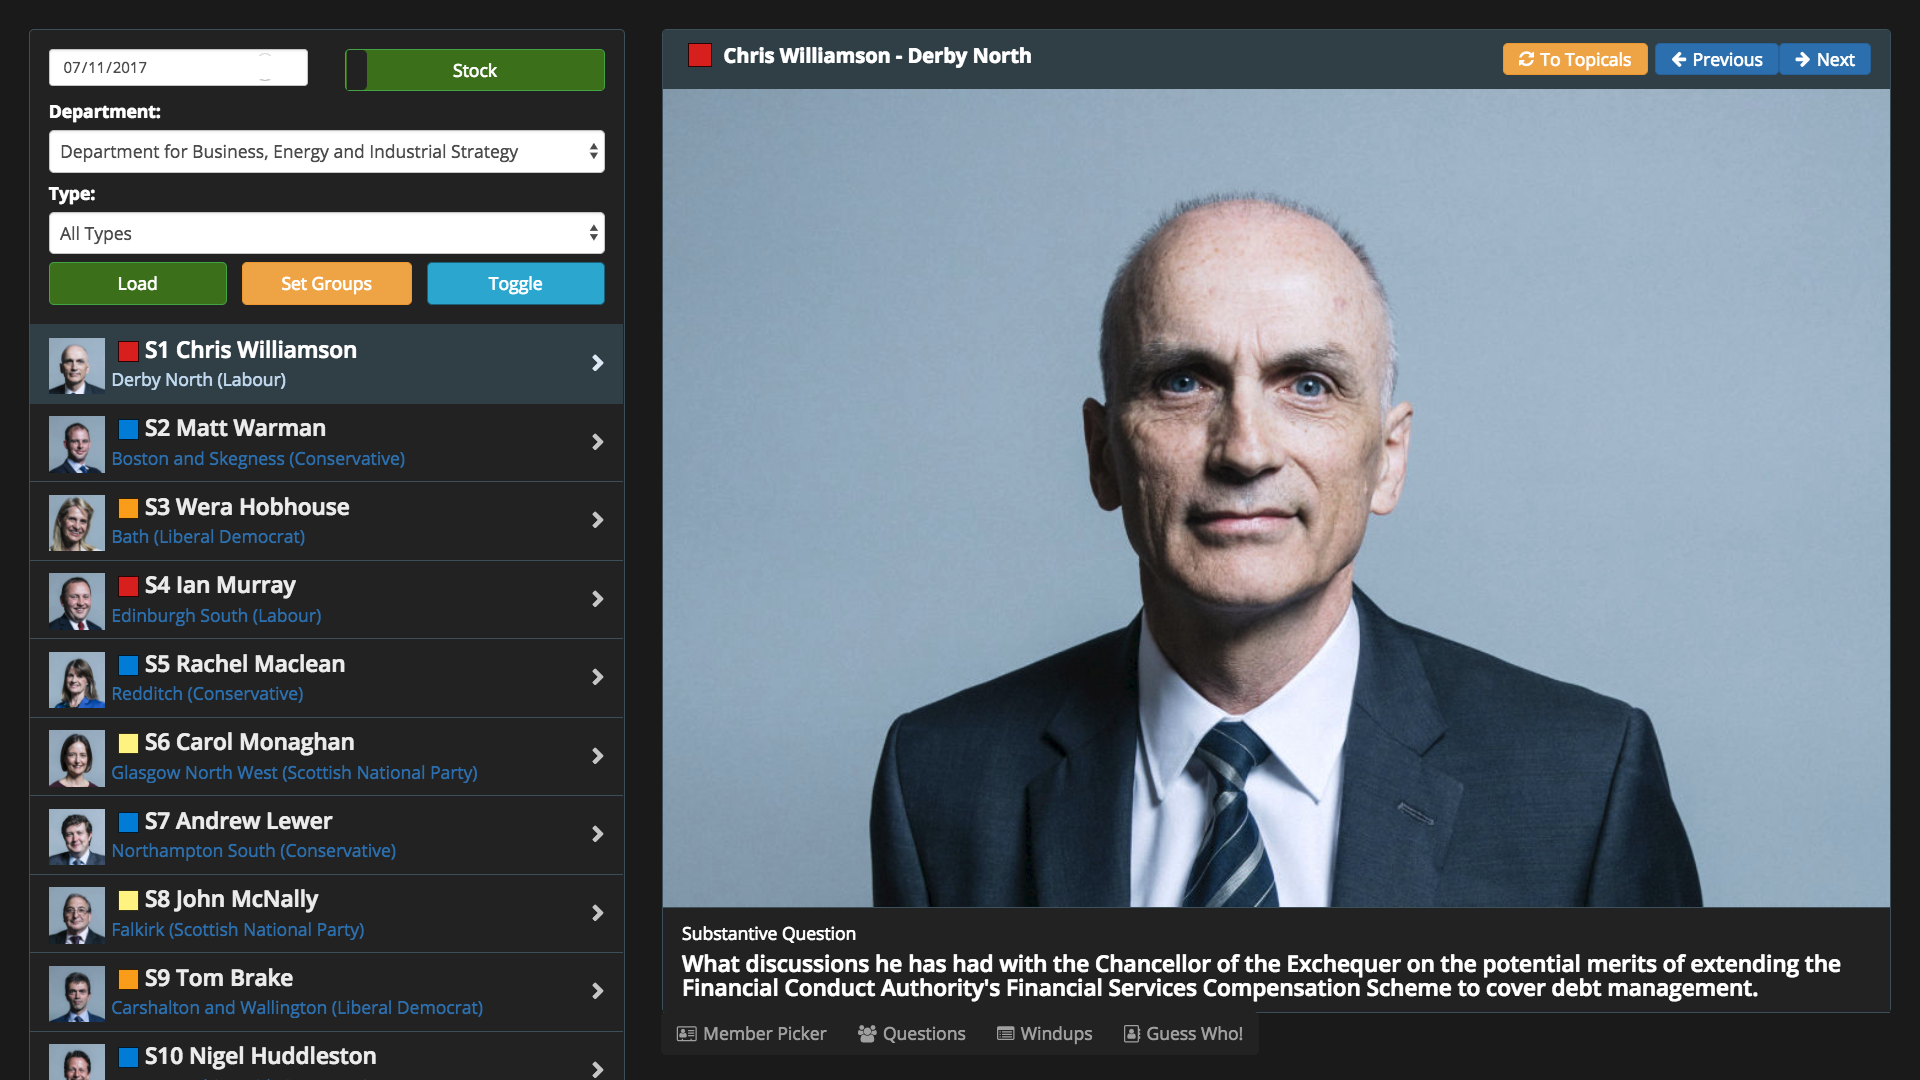 07/11/2017
Stock
Department:
Department for Business, Energy and Industrial Strategy
Type:
All Types
Load
Set Groups
Toggle
S1 Chris Williamson
Derby North (Labour)
S2 Matt Warman
Boston and Skegness (Conservative)
S3 Wera Hobhouse
Bath (Liberal Democrat)
S4 Ian Murray
Edinburgh South (Labour)
S5 Rachel Maclean
Redditch (Conservative)
S6 Carol Monaghan
Glasgow North West (Scottish National Party)
S7 Andrew Lewer
Northampton South (Conservative)
S8 John McNally
Falkirk (Scottish National Party)
S9 Tom Brake
Carshalton and Wallington (Liberal Democrat)
S10 Nigel Huddleston
Chris Williamson - Derby North
To Topicals
Previous
Next
Substantive Question
What discussions he has had with the Chancellor of the Exchequer on the potential merits of extending the
Financial Conduct Authority's Financial Services Compensation Scheme to cover debt management.
Member Picker
Questions
Windups
Guess Who!